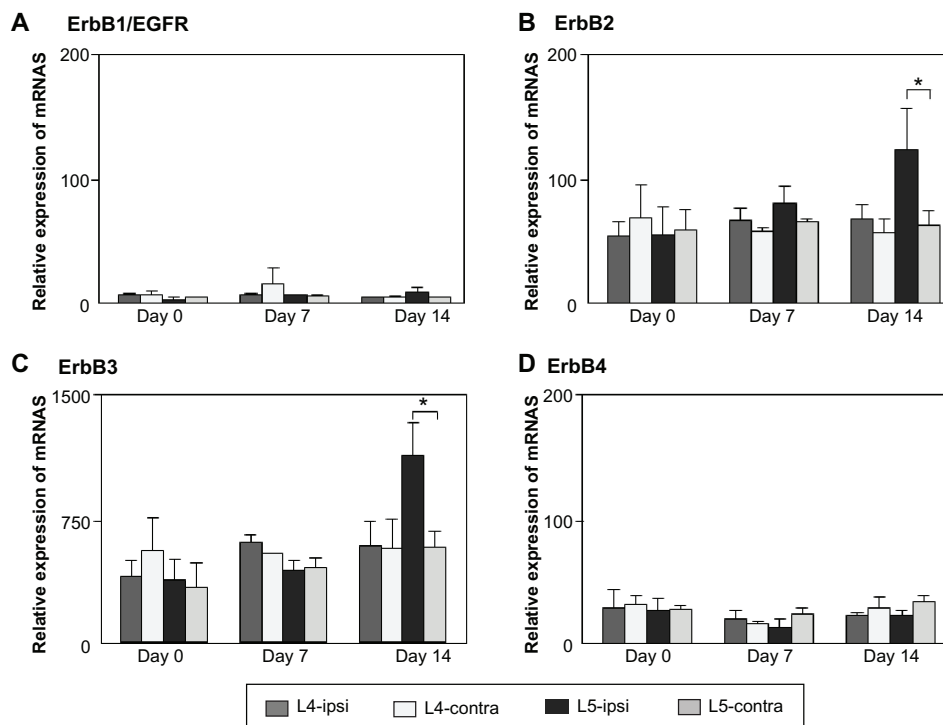 A ErbB1/EGFR
Relative expression of mRNAS
200
100
0
Day 0 Day 7 Day 14
B ErbB2
Relative expression of mRNAS
200
100
0
*
Day 0 Day 7 Day 14
C ErbB3
Relative expression of mRNAS
1500
750
0
*
Day 0 Day 7 Day 14
D ErbB4
Relative expression of mRNAS
200
100
0
Day 0 Day 7 Day 14
L4-ipsi L4-contra L5-ipsi L5-contra